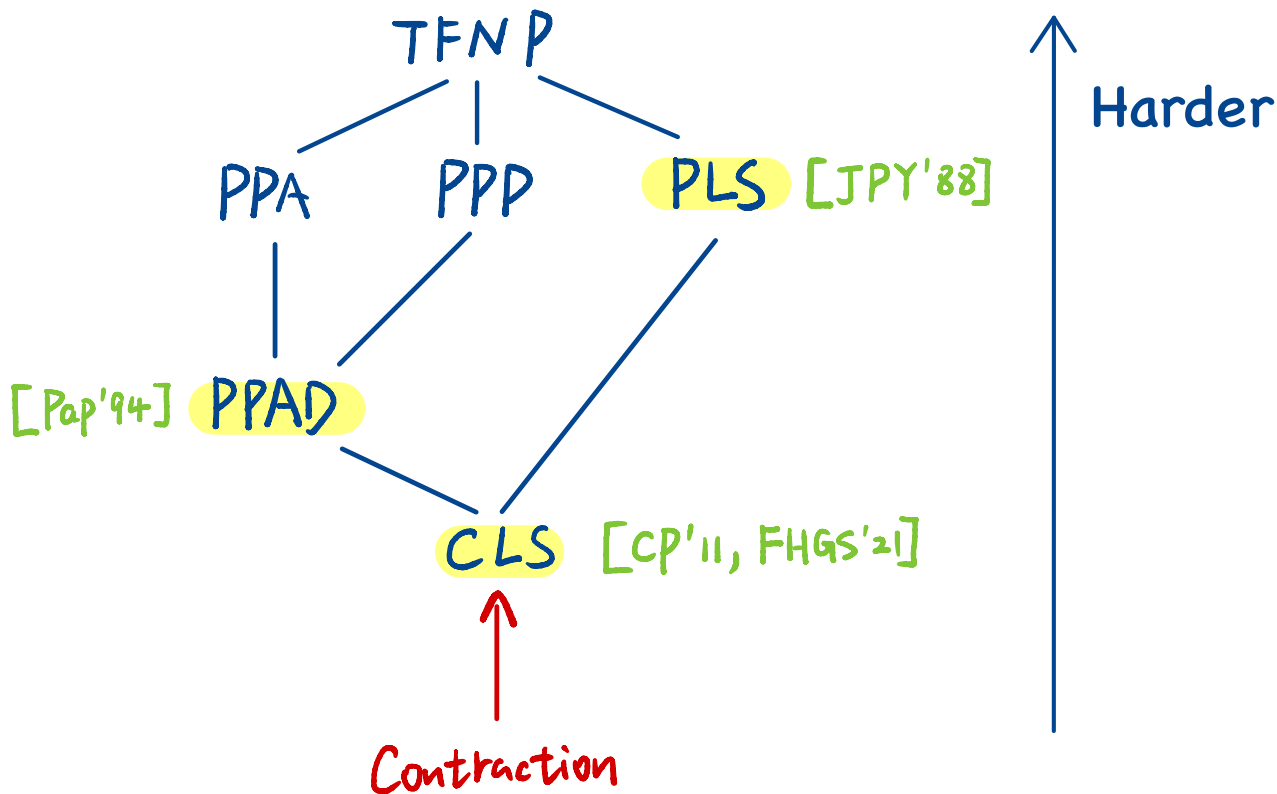 TFNP
Harder
PPA PPP PLS [JPY'88]
[Pap'94] PPAD
CLS [CP'11, FHGS'21]
Contraction